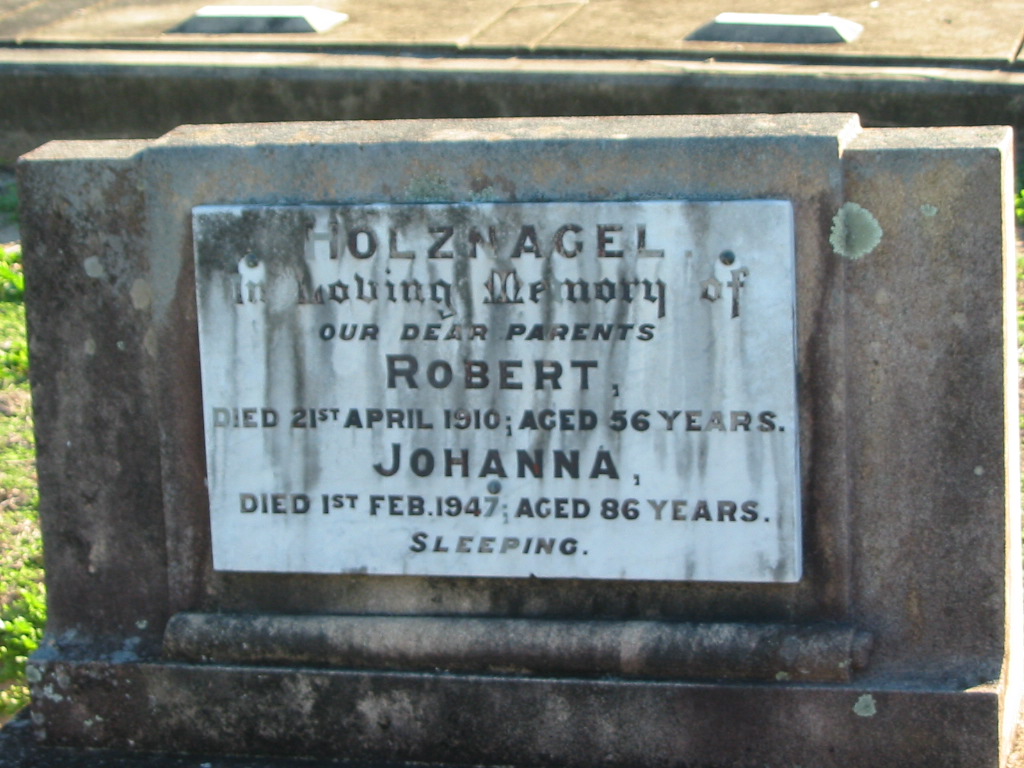 HOLZNAGEL
In Loving Memory of
OUR DEAR PARENTS
ROBERT,
DIED 21ST APRIL 1910; AGED 56 YEARS.
JOHANNA,
DIED 1ST FEB. 1947; AGED 86 YEARS.
SLEEPING.